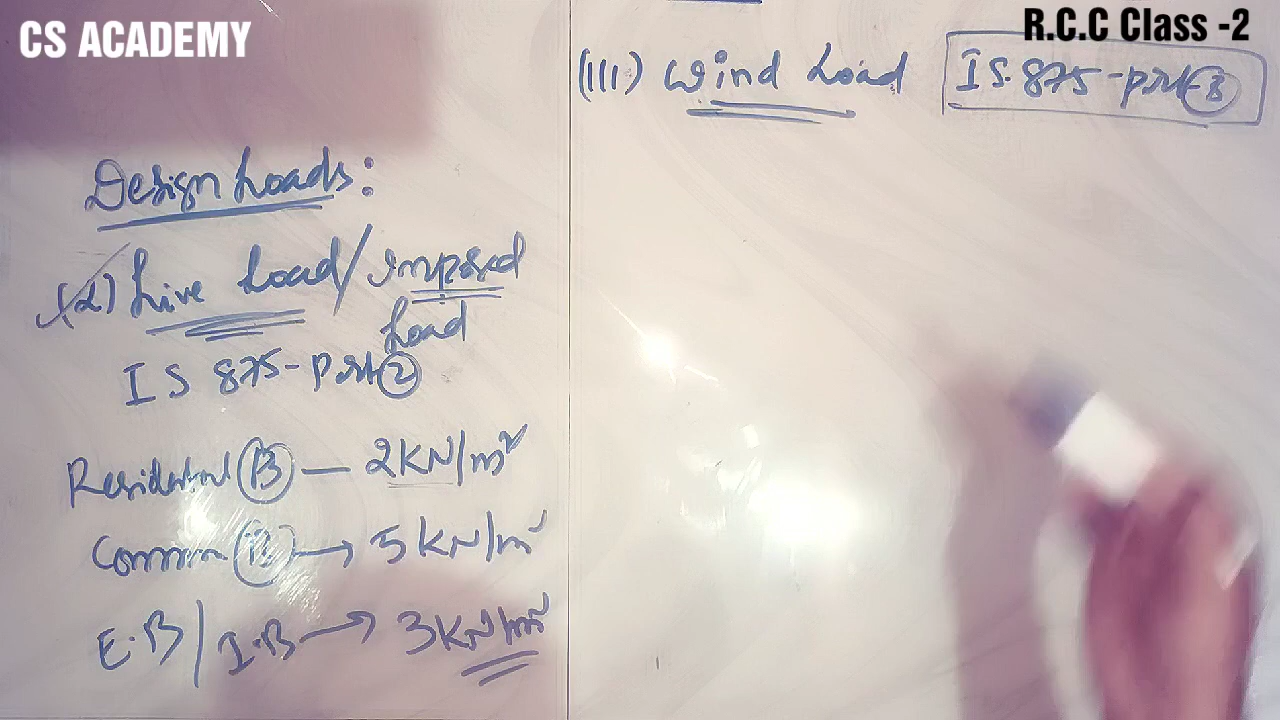 CS ACADEMY
R.C.C Class -2
Design Loads:
(2) Live Load/Imposed
Load
IS 875-Part ②
Residential Ⓑ — 2KN/m²
Common Ⓑ → 5KN/m²
E.B/I.B → 3KN/m²
(III) Wind Load
IS.875-part-③